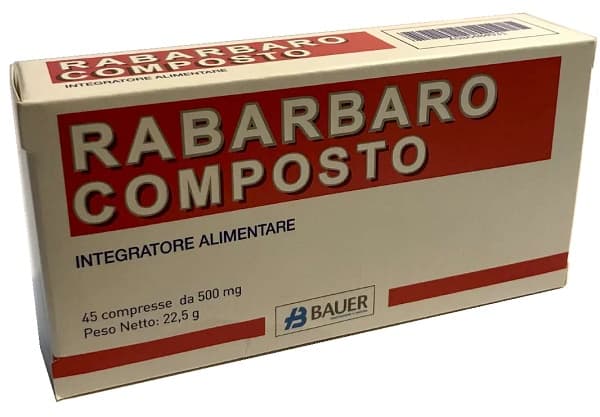 RABARBARO
COMPOSTO
INTEGRATORE ALIMENTARE
RABARBARO
COMPOSTO
INTEGRATORE ALIMENTARE
45 compresse da 500 mg
Peso Netto: 22,5 g
BAUER